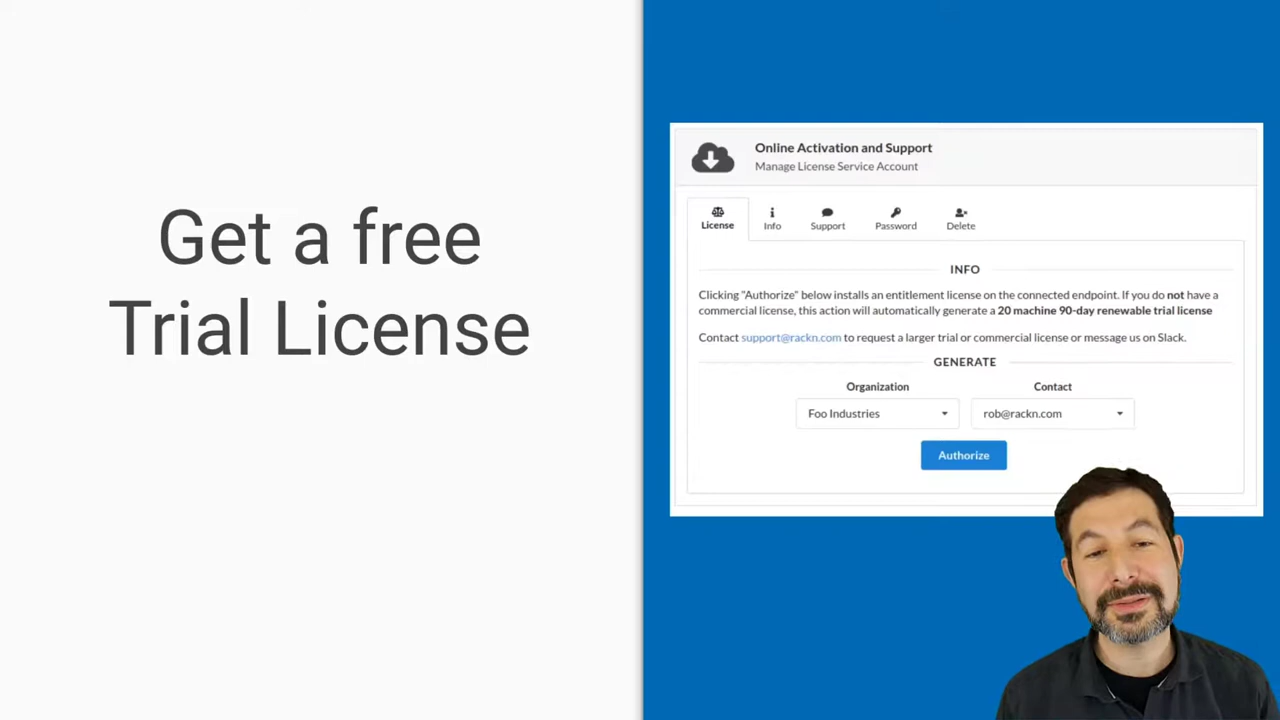 Get a free
Trial License
Online Activation and Support
Manage License Service Account
License
Info
Support
Password
Delete
INFO
Clicking "Authorize" below installs an entitlement license on the connected endpoint. If you do not have a
commercial license, this action will automatically generate a 20 machine 90-day renewable trial license
Contact support@rackn.com to request a larger trial or commercial license or message us on Slack.
GENERATE
Organization
Contact
Foo Industries
rob@rackn.com
Authorize